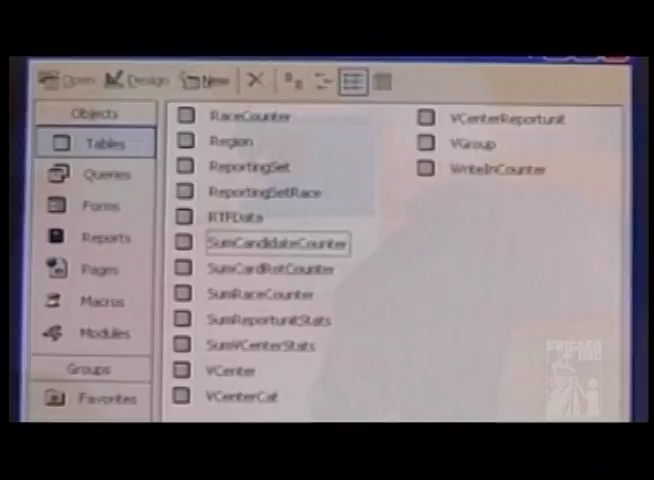 Open Design New
Objects
Tables
Queries
Forms
Reports
Pages
Macros
Modules
Groups
Favorites
RaceCounter
Region
ReportingSet
ReportingSetRace
RTFData
SumCandidateCounter
SumCardRotCounter
SumRaceCounter
SumReportunitStats
SumVCenterStats
VCenter
VCenterCat
VCenterReportunit
VGroup
WriteInCounter
CHICAGO